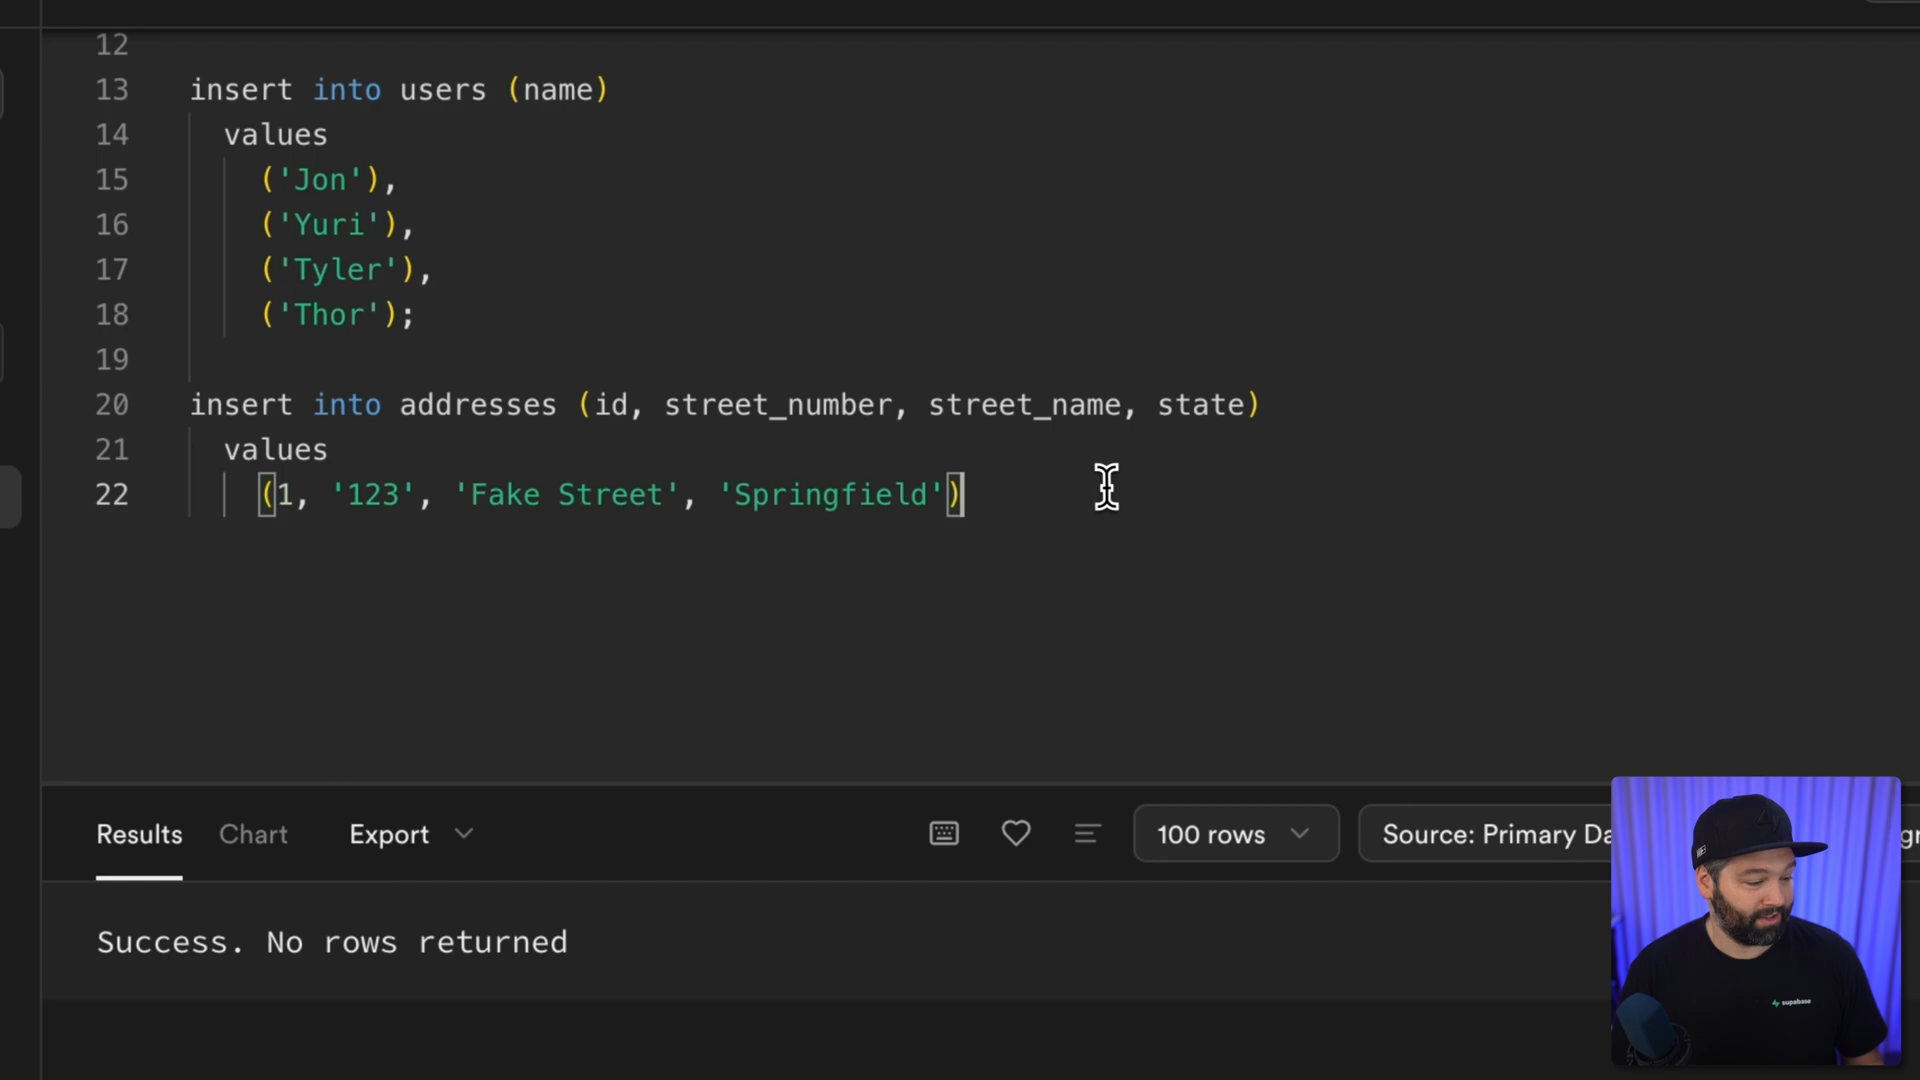 12
13 insert into users (name)
14 values
15 ('Jon'),
16 ('Yuri'),
17 ('Tyler'),
18 ('Thor');
19
20 insert into addresses (id, street_number, street_name, state)
21 values
22 (1, '123', 'Fake Street', 'Springfield')
Results Chart Export 100 rows Source: Primary Da
Success. No rows returned
supabase